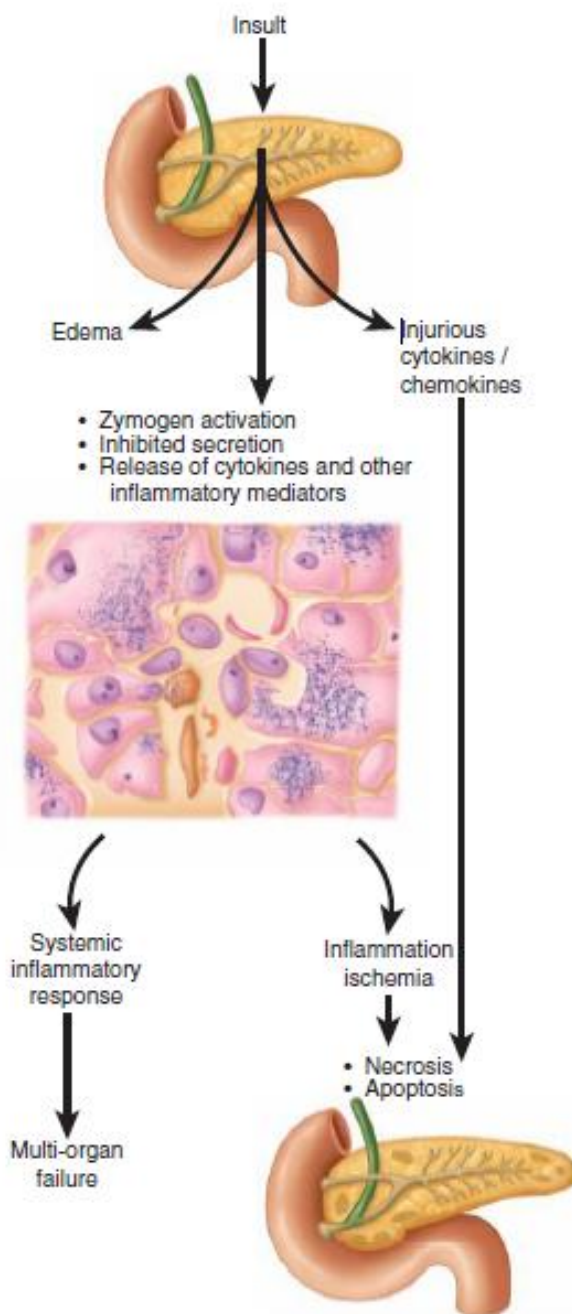 Insult
Edema
Injurious
cytokines /
chemokines
• Zymogen activation
• Inhibited secretion
• Release of cytokines and other
inflammatory mediators
Systemic
inflammatory
response
Inflammation
ischemia
• Necrosis
• Apoptosis
Multi-organ
failure